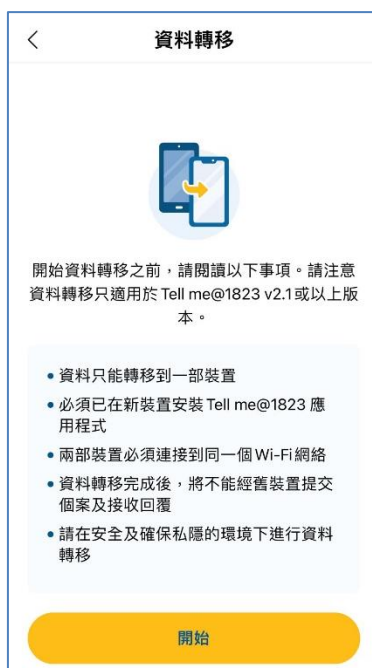 資料轉移
開始資料轉移之前，請閱讀以下事項。請注意
資料轉移只適用於 Tell me@1823 v2.1或以上版
本。
• 資料只能轉移到一部裝置
• 必須已在新裝置安裝 Tell me@1823 應
用程式
• 兩部裝置必須連接到同一個 Wi-Fi 網絡
• 資料轉移完成後，將不能經舊裝置提交
個案及接收回覆
• 請在安全及確保私隱的環境下進行資料
轉移
開始